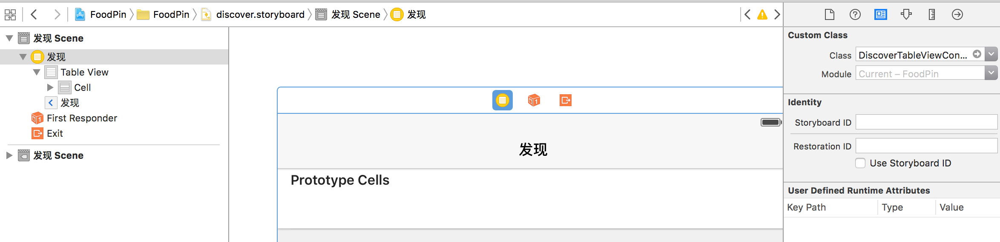 FoodPin FoodPin discover.storyboard 发现 Scene 发现
发现 Scene
发现
Table View
Cell
发现
First Responder
Exit
发现 Scene
发现
Prototype Cells
Custom Class
Class DiscoverTableViewCon...
Module Current – FoodPin
Identity
Storyboard ID
Restoration ID
Use Storyboard ID
User Defined Runtime Attributes
Key Path Type Value